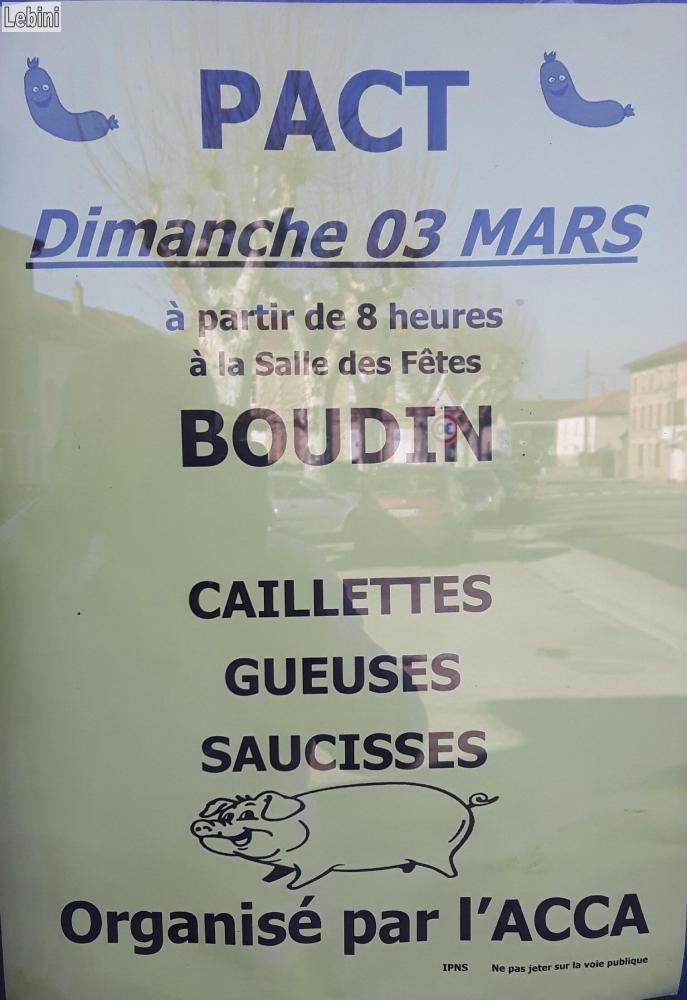 Lebini
PACT
Dimanche 03 MARS
à partir de 8 heures
à la Salle des Fêtes
BOUDIN
CAILLETTES
GUEUSES
SAUCISSES
Organisé par l'ACCA
IPNS Ne pas jeter sur la voie publique